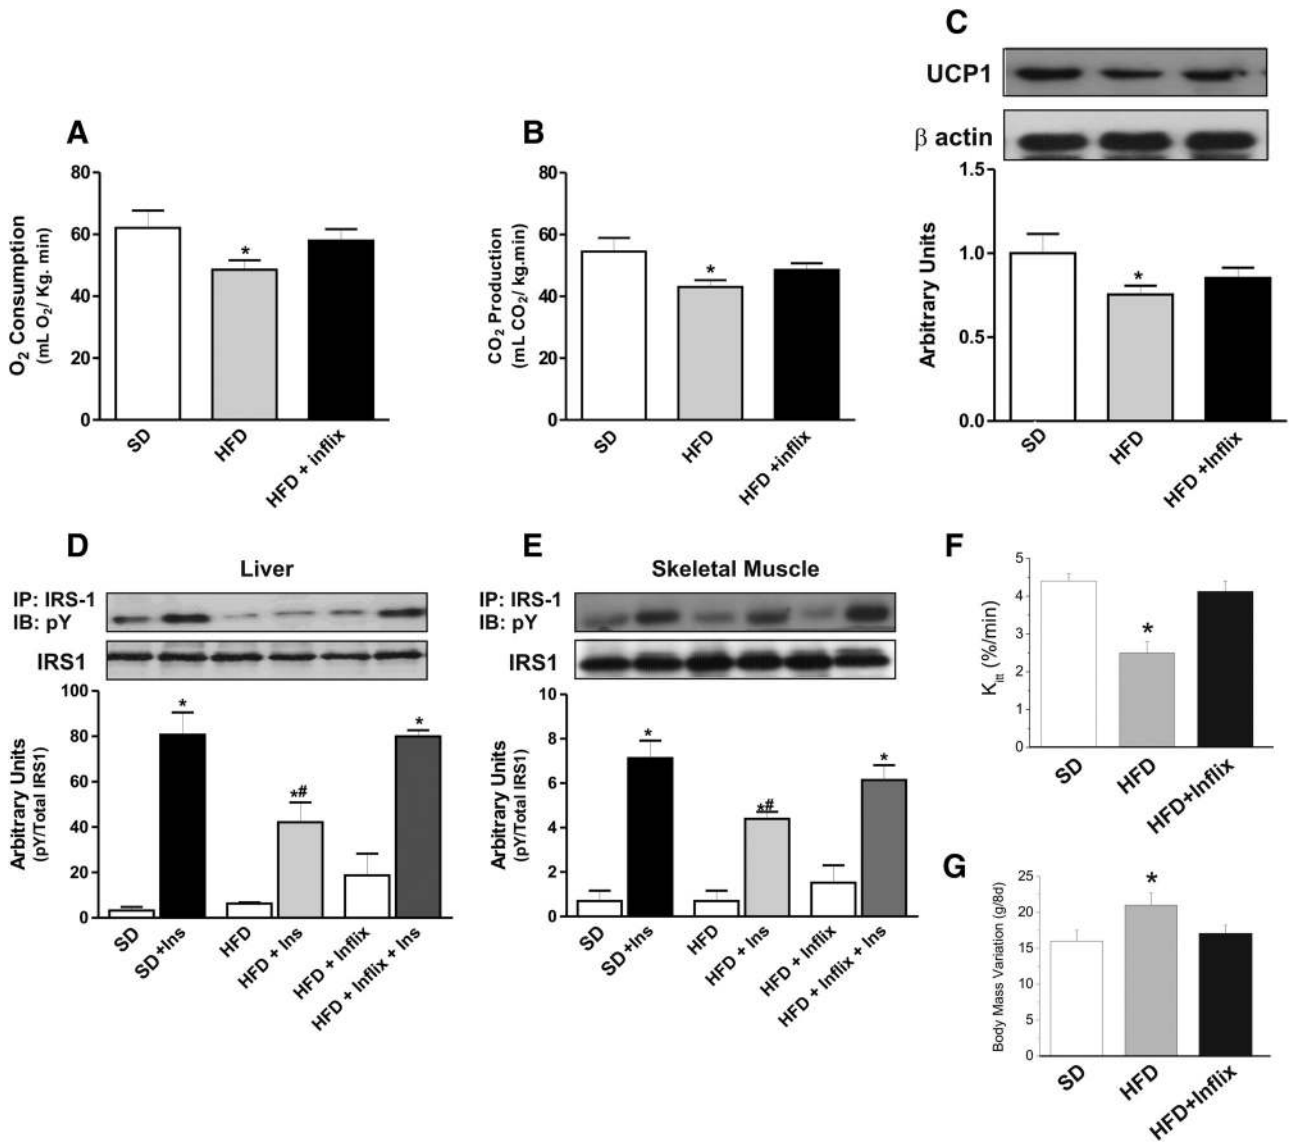 A
O2 Consumption
(mL O2/ Kg. min)
80
60
40
20
0
*
SD
HFD
HFD + inflix
B
CO2 Production
(mL CO2/ kg.min)
80
60
40
20
0
*
SD
HFD
HFD +inflix
C
UCP1
β actin
Arbitrary Units
1.5
1.0
0.5
0.0
*
SD
HFD
HFD +Inflix
D
Liver
IP: IRS-1
IB: pY
IRS1
Arbitrary Units
(pY/Total IRS1)
100
80
60
40
20
0
*
*#
*
SD
SD +Ins
HFD
HFD + Ins
HFD + Inflix
HFD + Inflix + Ins
E
Skeletal Muscle
IP: IRS-1
IB: pY
IRS1
Arbitrary Units
(pY/Total IRS1)
10
8
6
4
2
0
*
*#
*
SD
SD +Ins
HFD
HFD + Ins
HFD + Inflix
HFD + Inflix + Ins
F
Kitt (%/min)
5
4
3
2
1
0
*
SD
HFD
HFD+Inflix
G
Body Mass Variation (g/8d)
25
20
15
10
5
0
*
SD
HFD
HFD+Inflix